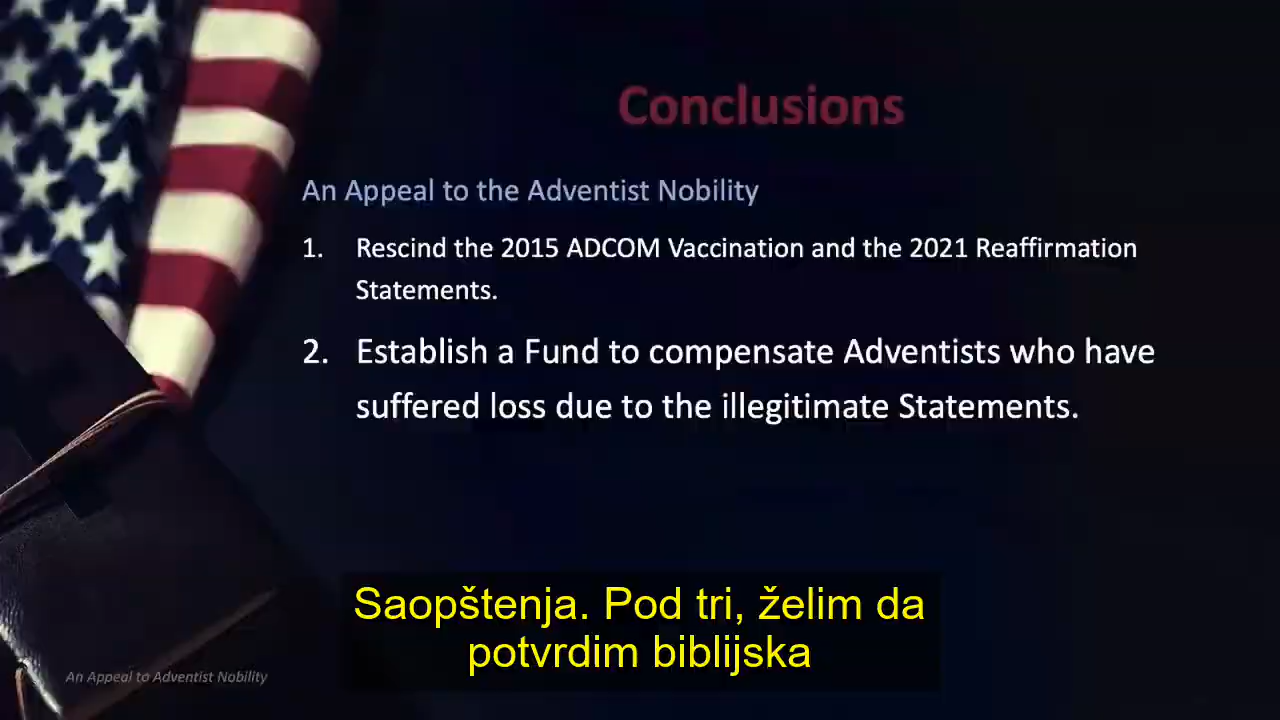 Conclusions
An Appeal to the Adventist Nobility
1. Rescind the 2015 ADCOM Vaccination and the 2021 Reaffirmation
Statements.
2. Establish a Fund to compensate Adventists who have
suffered loss due to the illegitimate Statements.
Saopštenja. Pod tri, želim da
potvrdim biblijska
An Appeal to Adventist Nobility